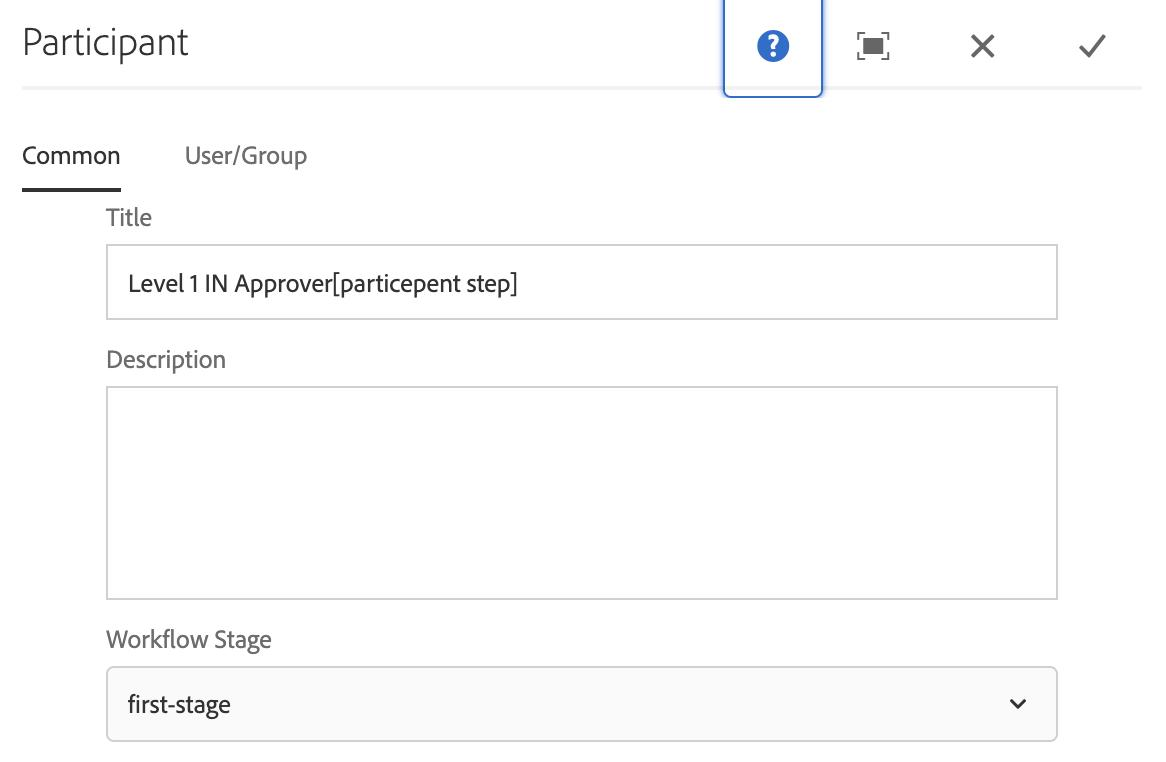 Participant
Common
User/Group
Title
Level 1 IN Approver[particepent step]
Description
Workflow Stage
first-stage